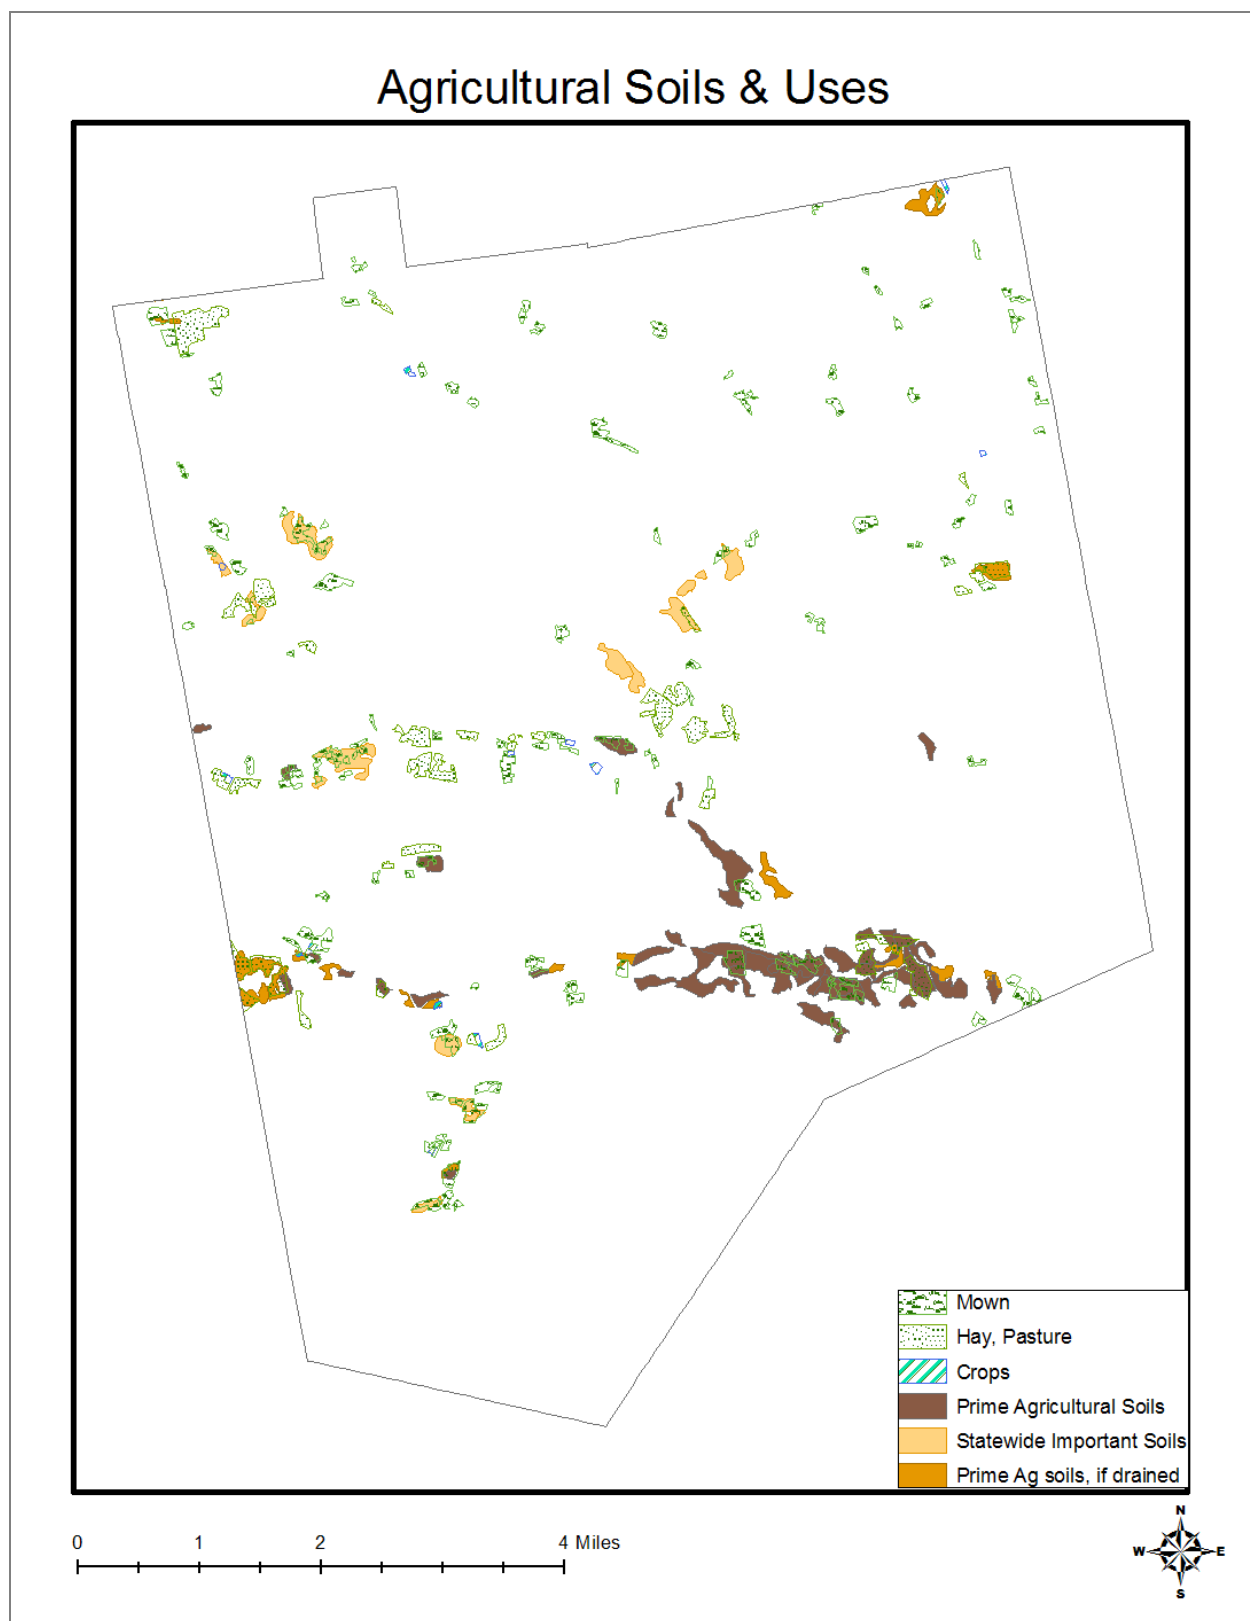 Agricultural Soils & Uses
Mown
Hay, Pasture
Crops
Prime Agricultural Soils
Statewide Important Soils
Prime Ag soils, if drained
0 1 2 4 Miles
N
W E
S